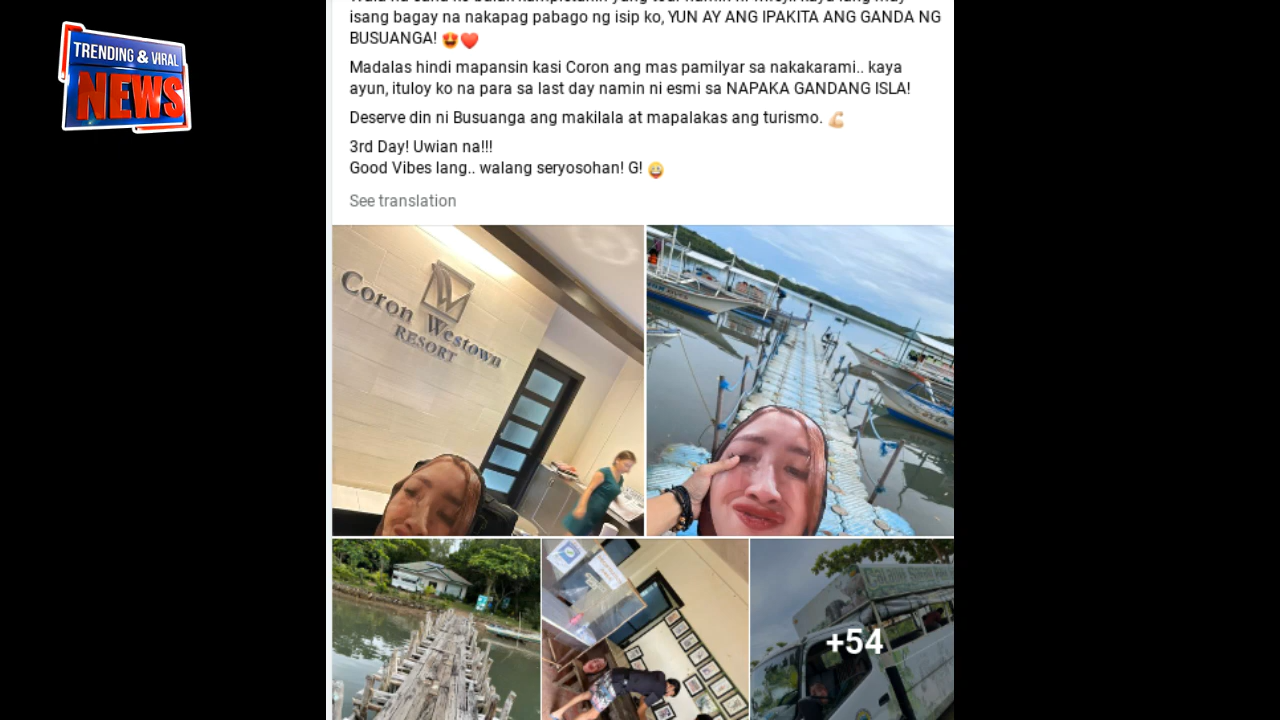 TRENDING & VIRAL
NEWS
isang bagay na nakapag pabago ng isip ko, YUN AY ANG IPAKITA ANG GANDA NG
BUSUANGA! 🤩❤️
Madalas hindi mapansin kasi Coron ang mas pamilyar sa nakakarami.. kaya
ayun, ituloy ko na para sa last day namin ni esmi sa NAPAKA GANDANG ISLA!
Deserve din ni Busuanga ang makilala at mapalakas ang turismo. 💪🏻
3rd Day! Uwian na!!!
Good Vibes lang.. walang seryosohan! G! 😜
See translation
Coron Westown
RESORT
+54